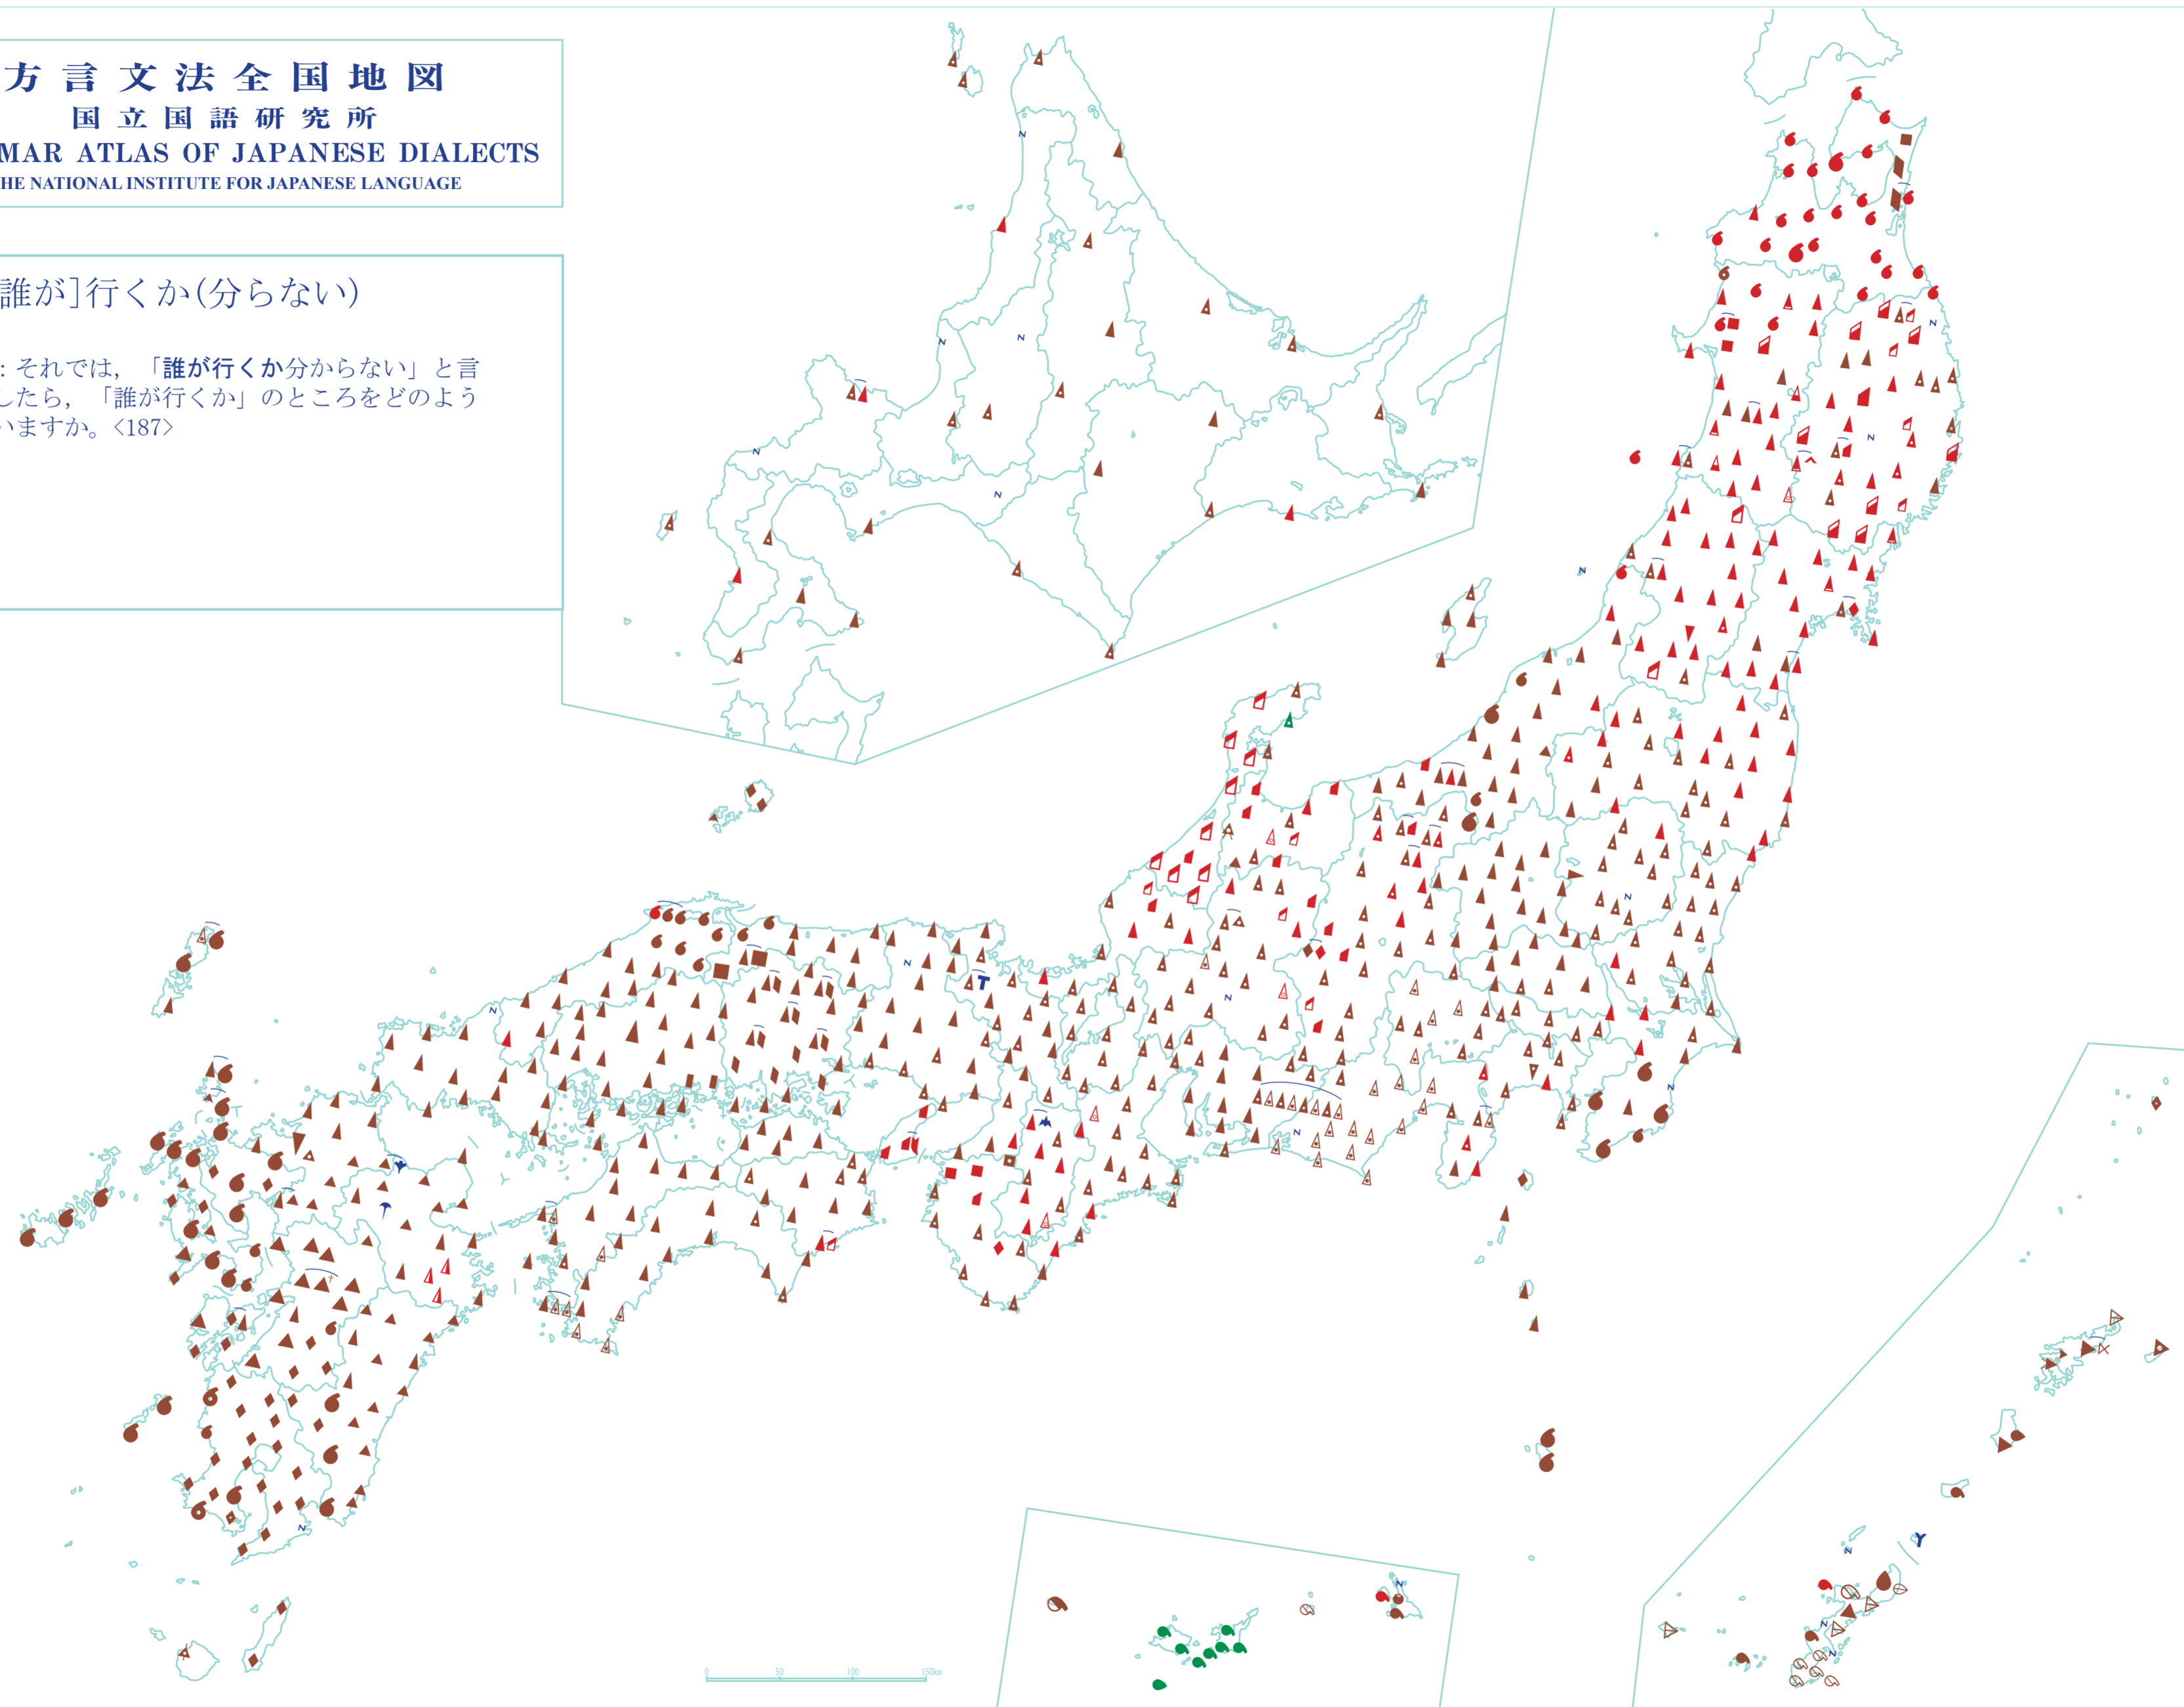 方言文法全国地図
国立国語研究所
MAR ATLAS OF JAPANESE DIALECTS
HE NATIONAL INSTITUTE FOR JAPANESE LANGUAGE
誰が]行くか(分らない)
: それでは, 「誰が行くか分からない」と言
したら, 「誰が行くか」のところをどのよう
いますか。<187>
0 50 100 150km